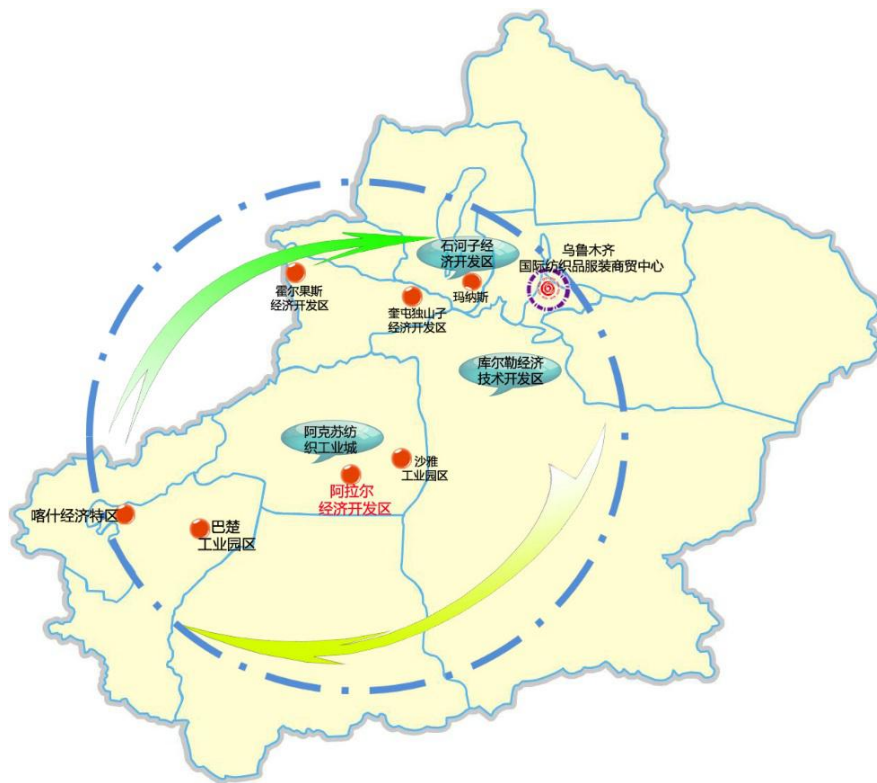 石河子经
济开发区
乌鲁木齐
国际纺织品服装商贸中心
霍尔果斯
经济开发区
玛纳斯
奎屯独山子
经济开发区
库尔勒经济
技术开发区
阿克苏纺
织工业城
沙雅
工业园区
阿拉尔
经济开发区
喀什经济特区
巴楚
工业园区